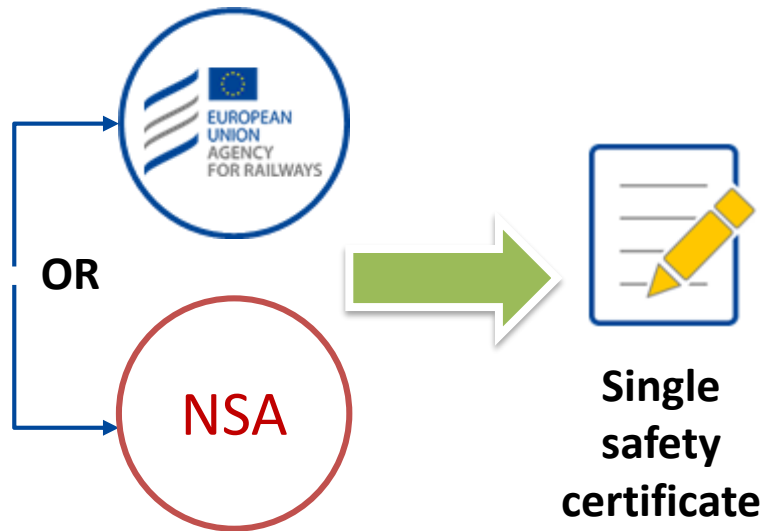 EUROPEAN
UNION
AGENCY
FOR RAILWAYS
OR
NSA
Single
safety
certificate